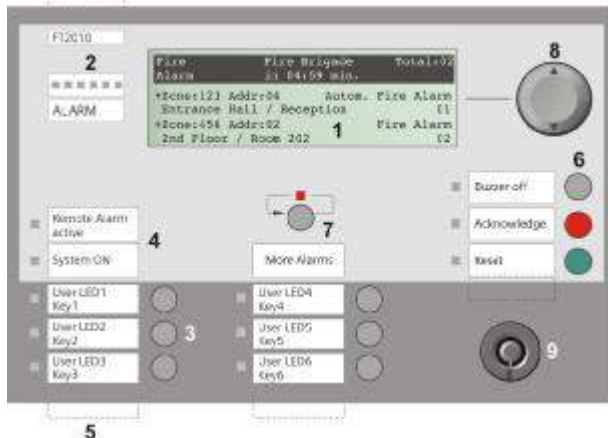 FT2010
2
ALARM
Fire Fire Brigade Total:02
Alarm in 04:59 min.
+Zone:123 Addr:04 Autom. Fire Alarm
Entrance Hall / Reception 01
+Zone:456 Addr:02 Fire Alarm
2nd Floor / Room 202 02
1
8
6
Buzzer off
Acknowledge
Reset
7
Remote Alarm
active
4
System ON
More Alarms
User LED1
Key1
User LED2
Key2
3
User LED3
Key3
User LED4
Key4
User LED5
Key5
User LED6
Key6
9
5